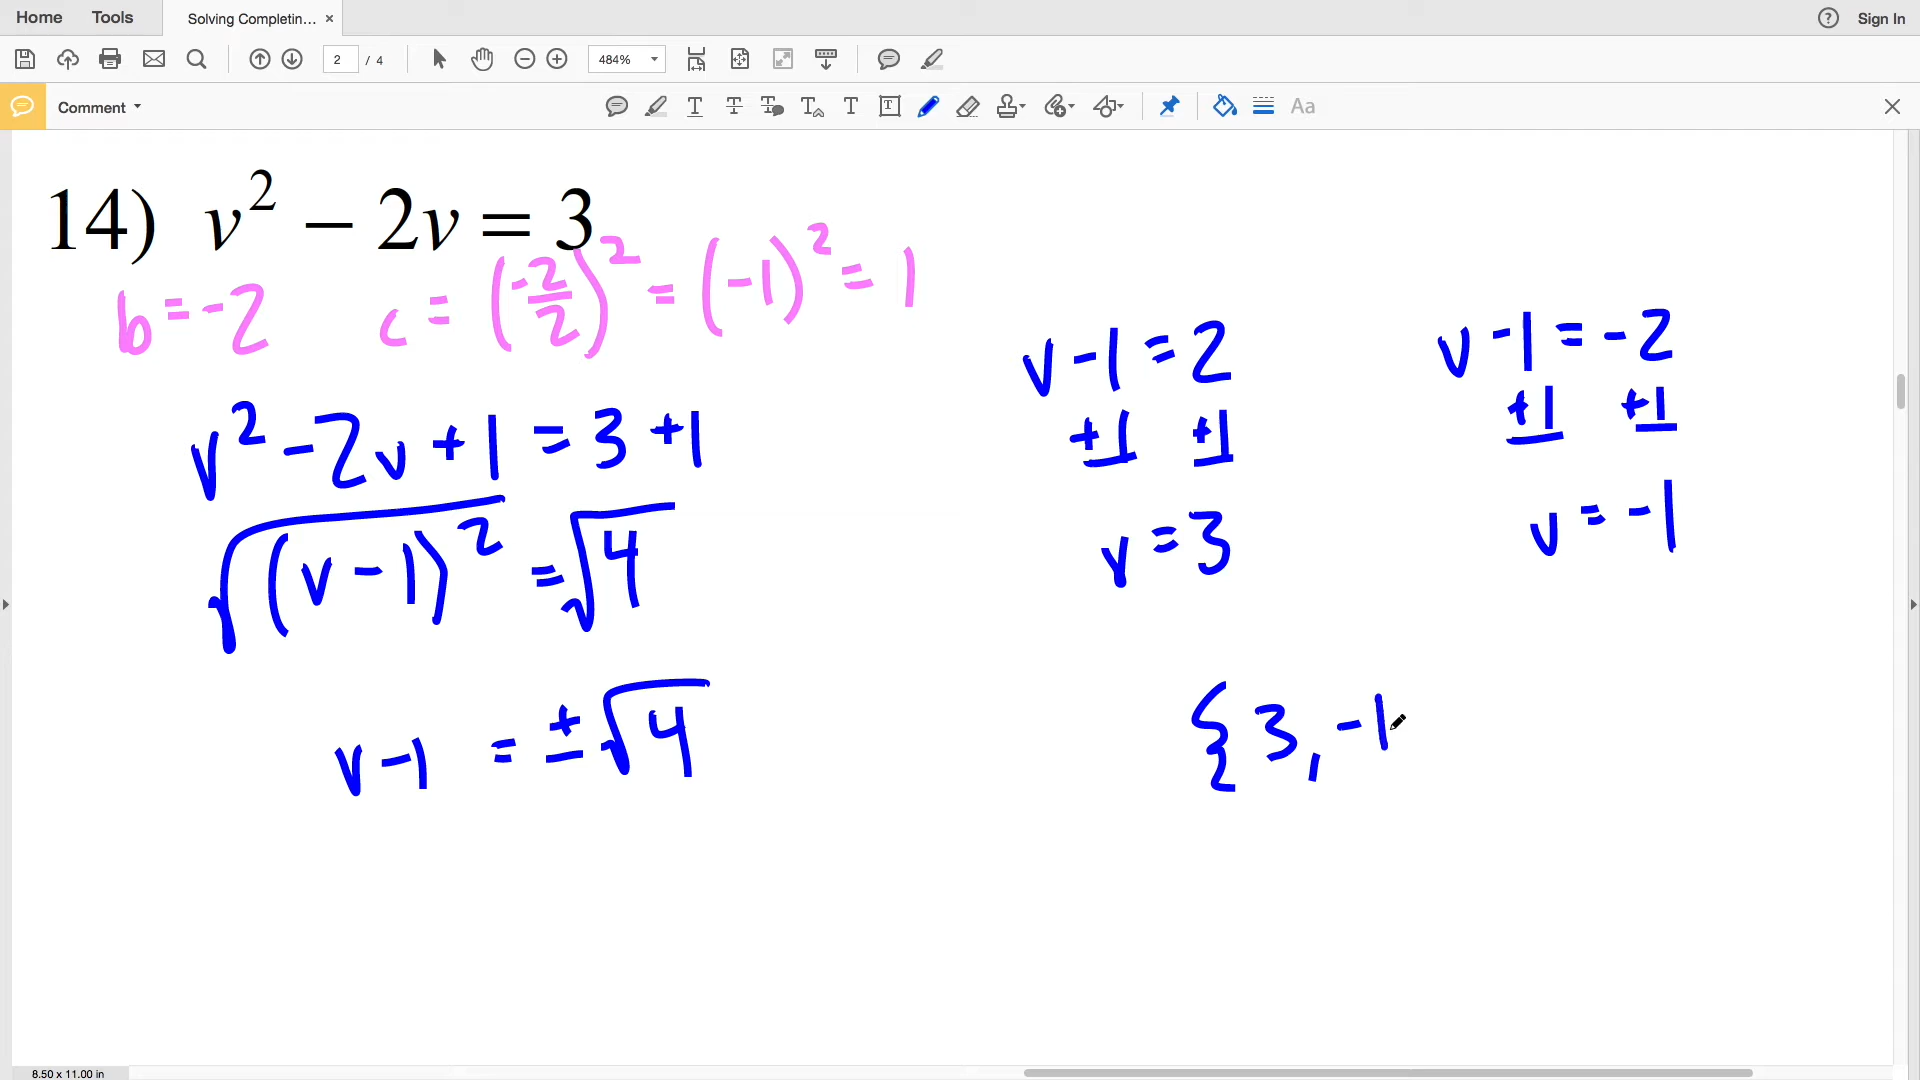 Home Tools Solving Completin... × ? Sign In
2 / 4 484%
Comment T T T T T T Aa
14) v² − 2v = 3
b = -2 c = (-2/2)² = (-1)² = 1
v² - 2v + 1 = 3 + 1
√(v - 1)² = √4
v - 1 = ± √4
v - 1 = 2
+1 +1
v = 3
v - 1 = -2
+1 +1
v = -1
{ 3, -1
8.50 x 11.00 in